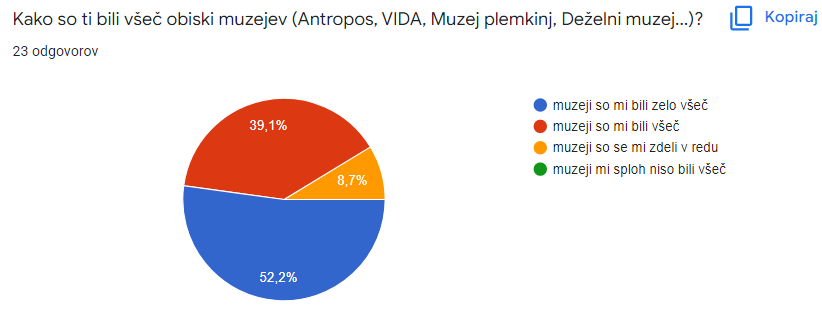 Kako so ti bili všeč obiski muzejev (Antropos, VIDA, Muzej plemkinj, Deželni muzej...)?
Kopiraj
23 odgovorov
39,1%
8,7%
52,2%
muzeji so mi bili zelo všeč
muzeji so mi bili všeč
muzeji so se mi zdeli v redu
muzeji mi sploh niso bili všeč